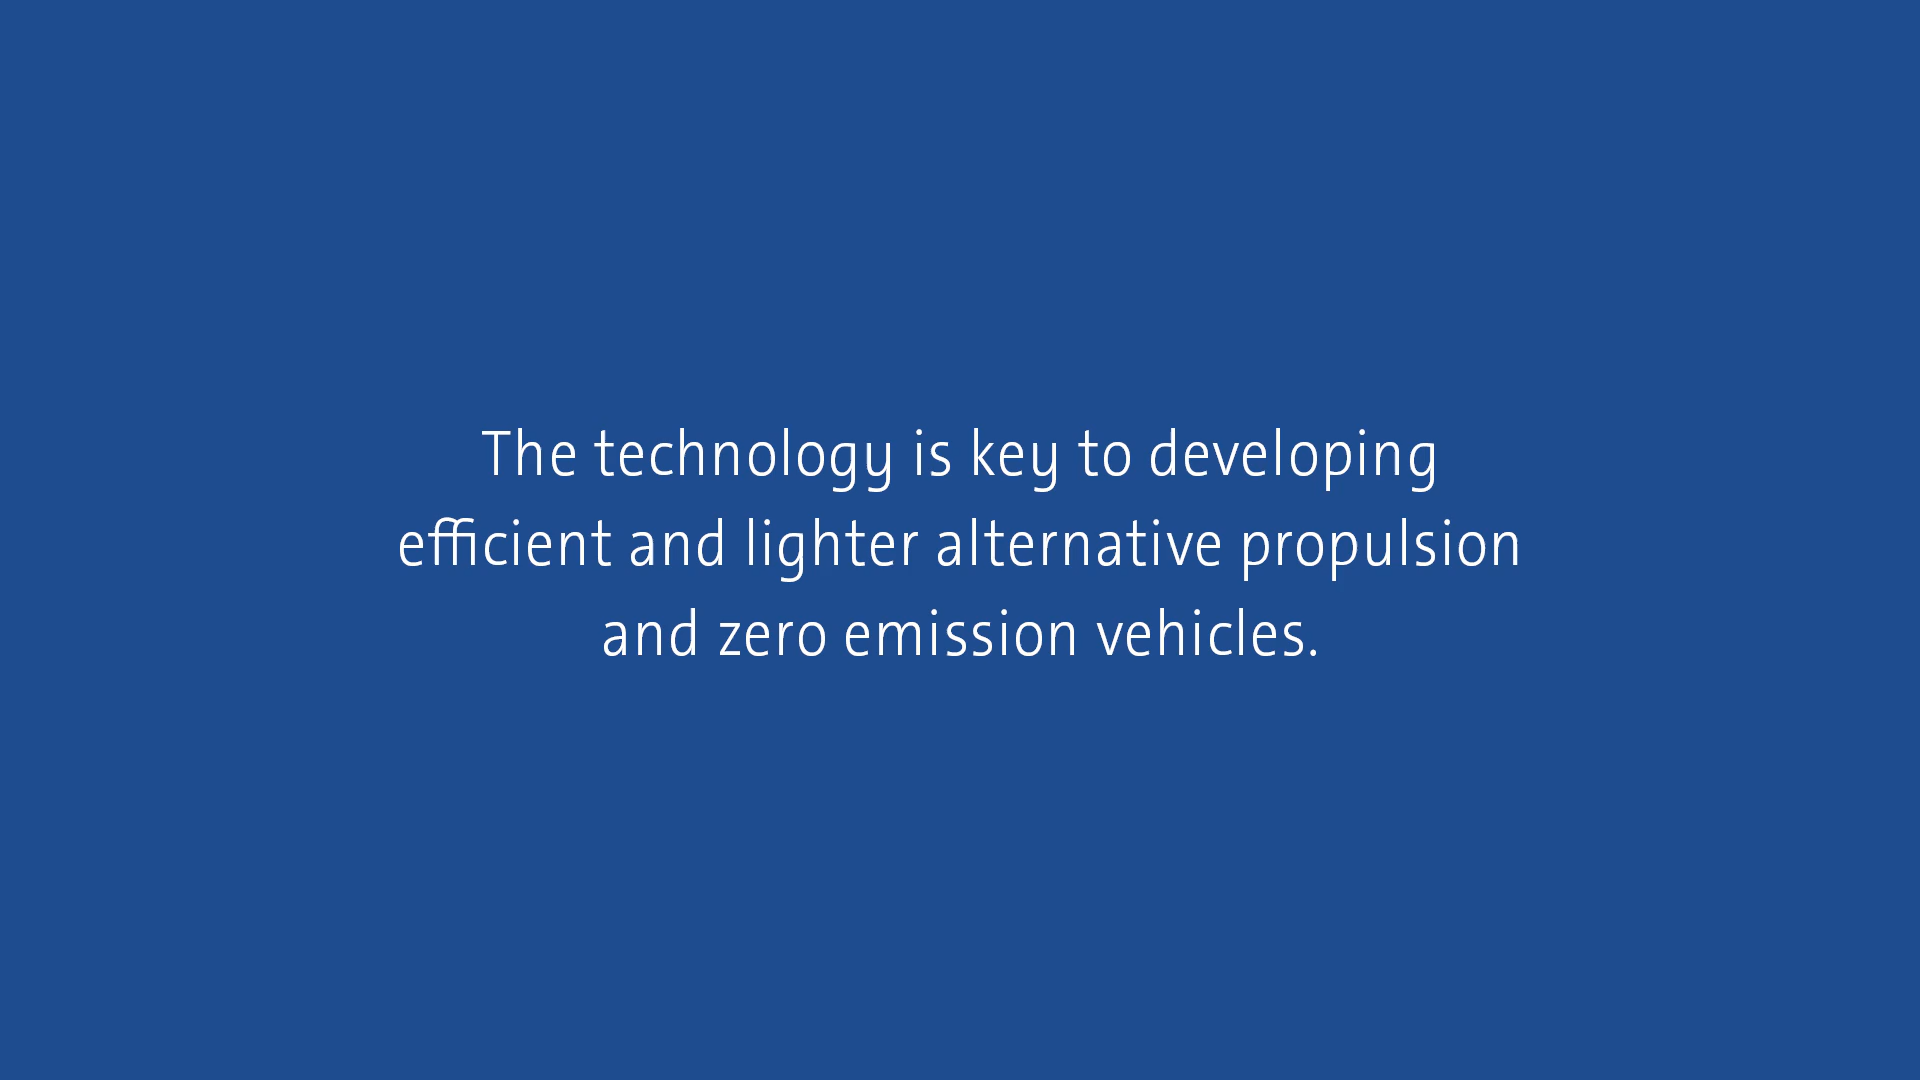 The technology is key to developing
efficient and lighter alternative propulsion
and zero emission vehicles.